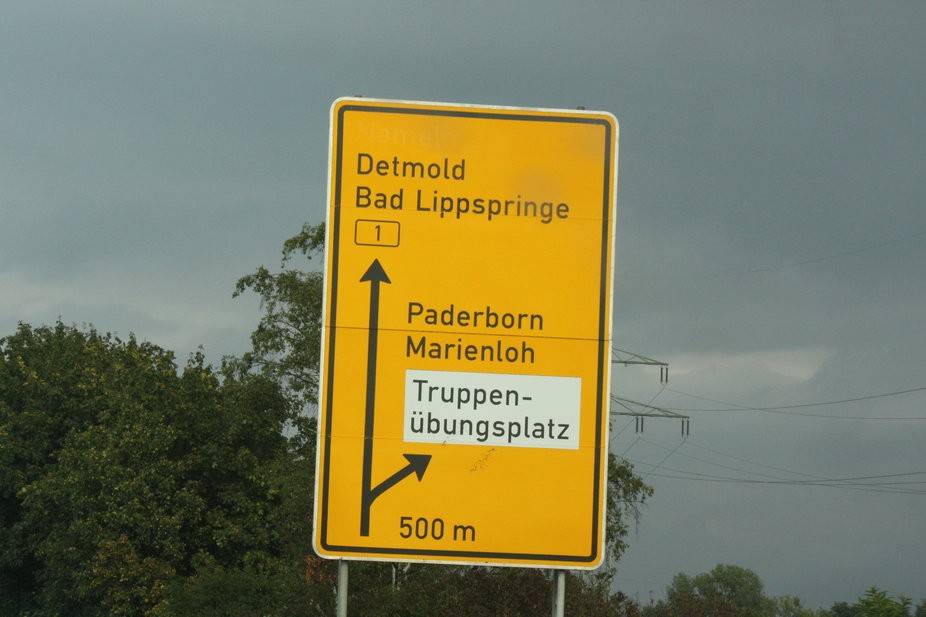 Detmold
Bad Lippspringe
1
Paderborn
Marienloh
Truppen-
übungsplatz
500 m